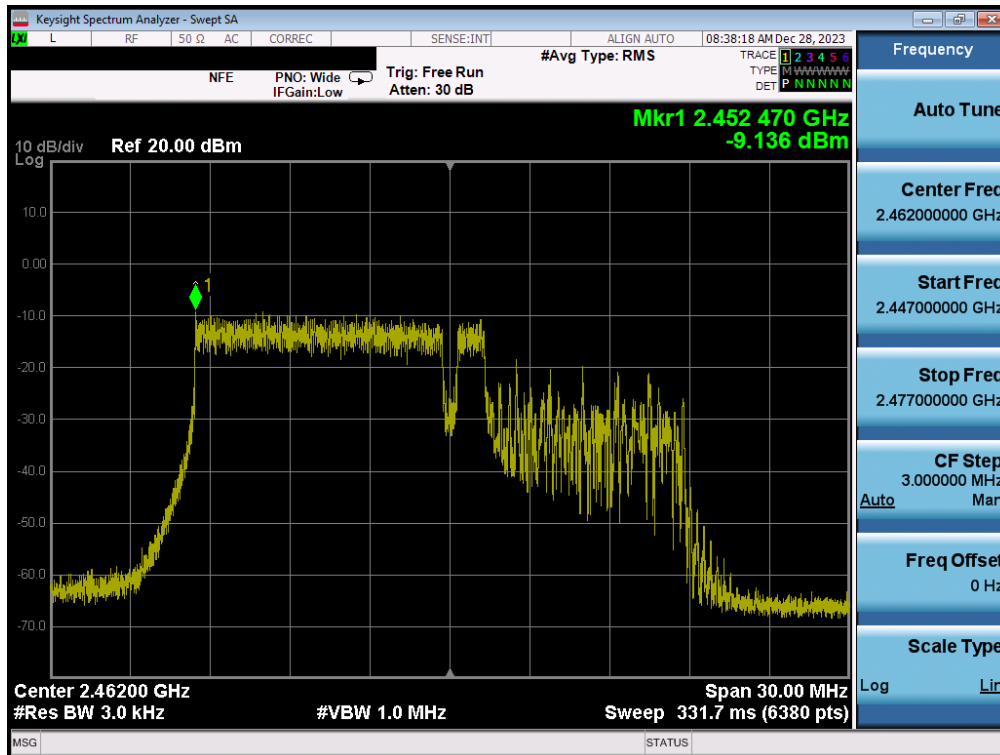 Keysight Spectrum Analyzer - Swept SA
LXI L RF 50 Ω AC CORREC SENSE:INT ALIGN AUTO 08:38:18 AM Dec 28, 2023
NFE
PNO: Wide
IFGain:Low
Trig: Free Run
Atten: 30 dB
#Avg Type: RMS
TRACE 1 2 3 4 5 6
TYPE M WWWWW
DET P N N N N N
Mkr1 2.452 470 GHz
-9.136 dBm
10 dB/div Ref 20.00 dBm
Log
10.0
0.00
-10.0
-20.0
-30.0
-40.0
-50.0
-60.0
-70.0
1
Center 2.46200 GHz
Span 30.00 MHz
#Res BW 3.0 kHz
#VBW 1.0 MHz
Sweep 331.7 ms (6380 pts)
MSG
STATUS
Frequency
Auto Tune
Center Freq
2.462000000 GHz
Start Freq
2.447000000 GHz
Stop Freq
2.477000000 GHz
CF Step
3.000000 MHz
Auto Man
Freq Offset
0 Hz
Scale Type
Log Lin